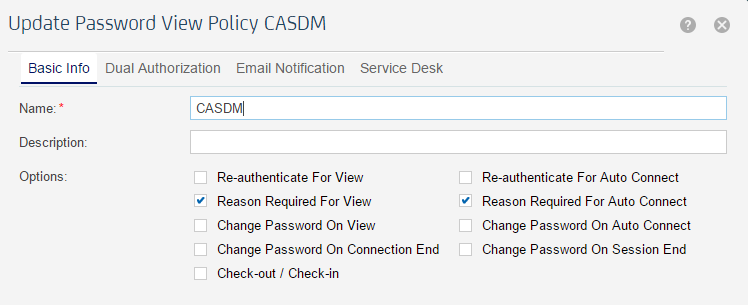 Update Password View Policy CASDM
Basic Info Dual Authorization Email Notification Service Desk
Name: * CASDM
Description:
Options: Re-authenticate For View Re-authenticate For Auto Connect
Reason Required For View Reason Required For Auto Connect
Change Password On View Change Password On Auto Connect
Change Password On Connection End Change Password On Session End
Check-out / Check-in